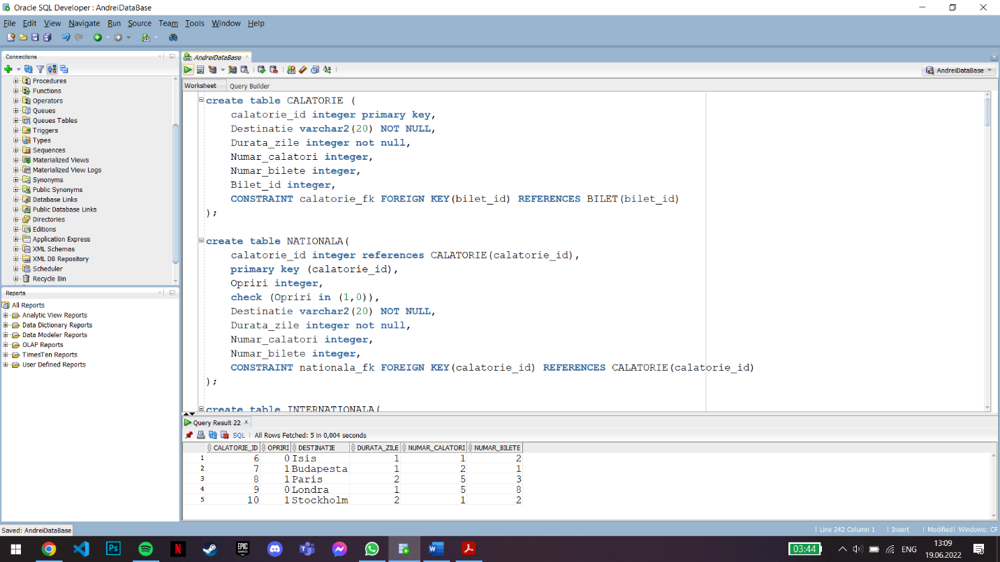 Oracle SQL Developer : AndreiDataBase
File Edit View Navigate Run Source Team Tools Window Help
Connections
Procedures
Functions
Operators
Queues
Queues Tables
Triggers
Types
Sequences
Materialized Views
Materialized View Logs
Synonyms
Public Synonyms
Database Links
Public Database Links
Directories
Editions
Application Express
XML Schemas
XML DB Repository
Scheduler
Recycle Bin
Reports
All Reports
Analytic View Reports
Data Dictionary Reports
Data Modeler Reports
OLAP Reports
TimesTen Reports
User Defined Reports
AndreiDataBase
AndreiDataBase
Worksheet Query Builder
create table CALATORIE (
calatorie_id integer primary key,
Destinatie varchar2(20) NOT NULL,
Durata_zile integer not null,
Numar_calatori integer,
Numar_bilete integer,
Bilet_id integer,
CONSTRAINT calatorie_fk FOREIGN KEY(bilet_id) REFERENCES BILET(bilet_id)
);
create table NATIONALA(
calatorie_id integer references CALATORIE(calatorie_id),
primary key (calatorie_id),
Opriri integer,
check (Opriri in (1,0)),
Destinatie varchar2(20) NOT NULL,
Durata_zile integer not null,
Numar_calatori integer,
Numar_bilete integer,
CONSTRAINT nationala_fk FOREIGN KEY(calatorie_id) REFERENCES CALATORIE(calatorie_id)
);
create table INTERNATIONALA(
Query Result 22
SQL All Rows Fetched: 5 in 0,004 seconds
CALATORIE_ID OPRIRI DESTINATIE DURATA_ZILE NUMAR_CALATORI NUMAR_BILETE
1 6 0 Isis 1 1 2
2 7 1 Budapesta 1 2 1
3 8 1 Paris 2 5 3
4 9 0 Londra 1 5 8
5 10 1 Stockholm 2 1 2
Saved: AndreiDataBase
Line 242 Column 1 Insert Modified Windows: CF
Ps N EPIC GAMES W
03:44 ENG 13:09
19.06.2022